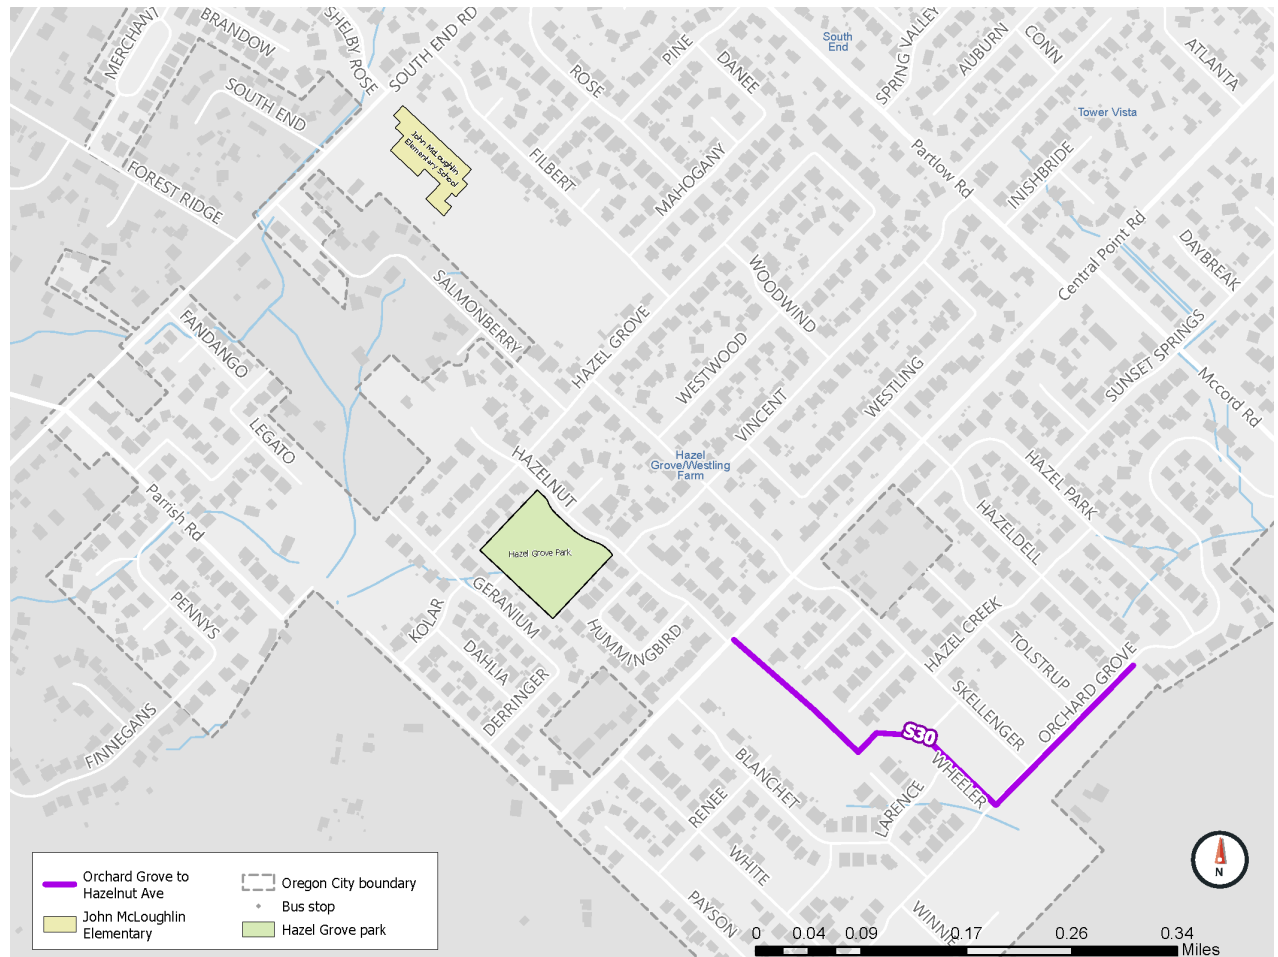 MERCHANT
BRANDOW
SHELBY ROSE
SOUTH END RD
SOUTH END
FOREST RIDGE
John McLoughlin
Elementary School
ROSE
PINE
DANEE
South
End
SPRING VALLEY
AUBURN
CONN
ATLANTA
Tower Vista
FILBERT
MAHOGANY
Partlow Rd
INISHBRIDE
Central Point Rd
DAYBREAK
SALMONBERRY
WOODWIND
FANDANGO
HAZEL GROVE
WESTWOOD
VINCENT
WESTLING
SUNSET SPRINGS
Mccord Rd
LEGATO
HAZELNUT
Hazel
Grove/Westling
Farm
HAZEL PARK
HAZELDELL
Parrish Rd
Hazel Grove Park
GERANIUM
KOLAR
PENNYS
DAHLIA
HUMMINGBIRD
DERRINGER
HAZEL CREEK
TOLSTRUP
ORCHARD GROVE
SKELLENGER
FINNEGANS
S30
WHEELER
BLANCHET
RENEE
LARENCE
WHITE
PAYSON
WINNIE
Orchard Grove to
Hazelnut Ave
John McLoughlin
Elementary
Oregon City boundary
Bus stop
Hazel Grove park
N
0 0.04 0.09 0.17 0.26 0.34
Miles